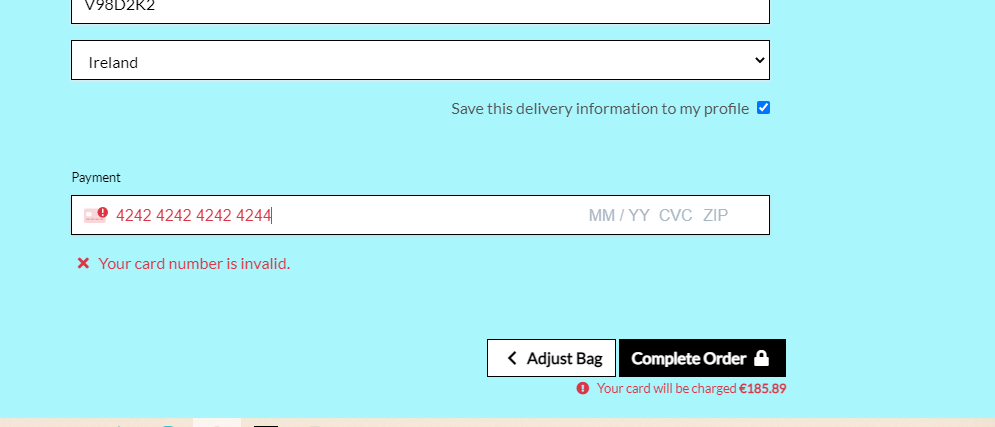 V98D2K2
Ireland
Save this delivery information to my profile
Payment
4242 4242 4242 4244 MM / YY CVC ZIP
Your card number is invalid.
Adjust Bag Complete Order
Your card will be charged €185.89